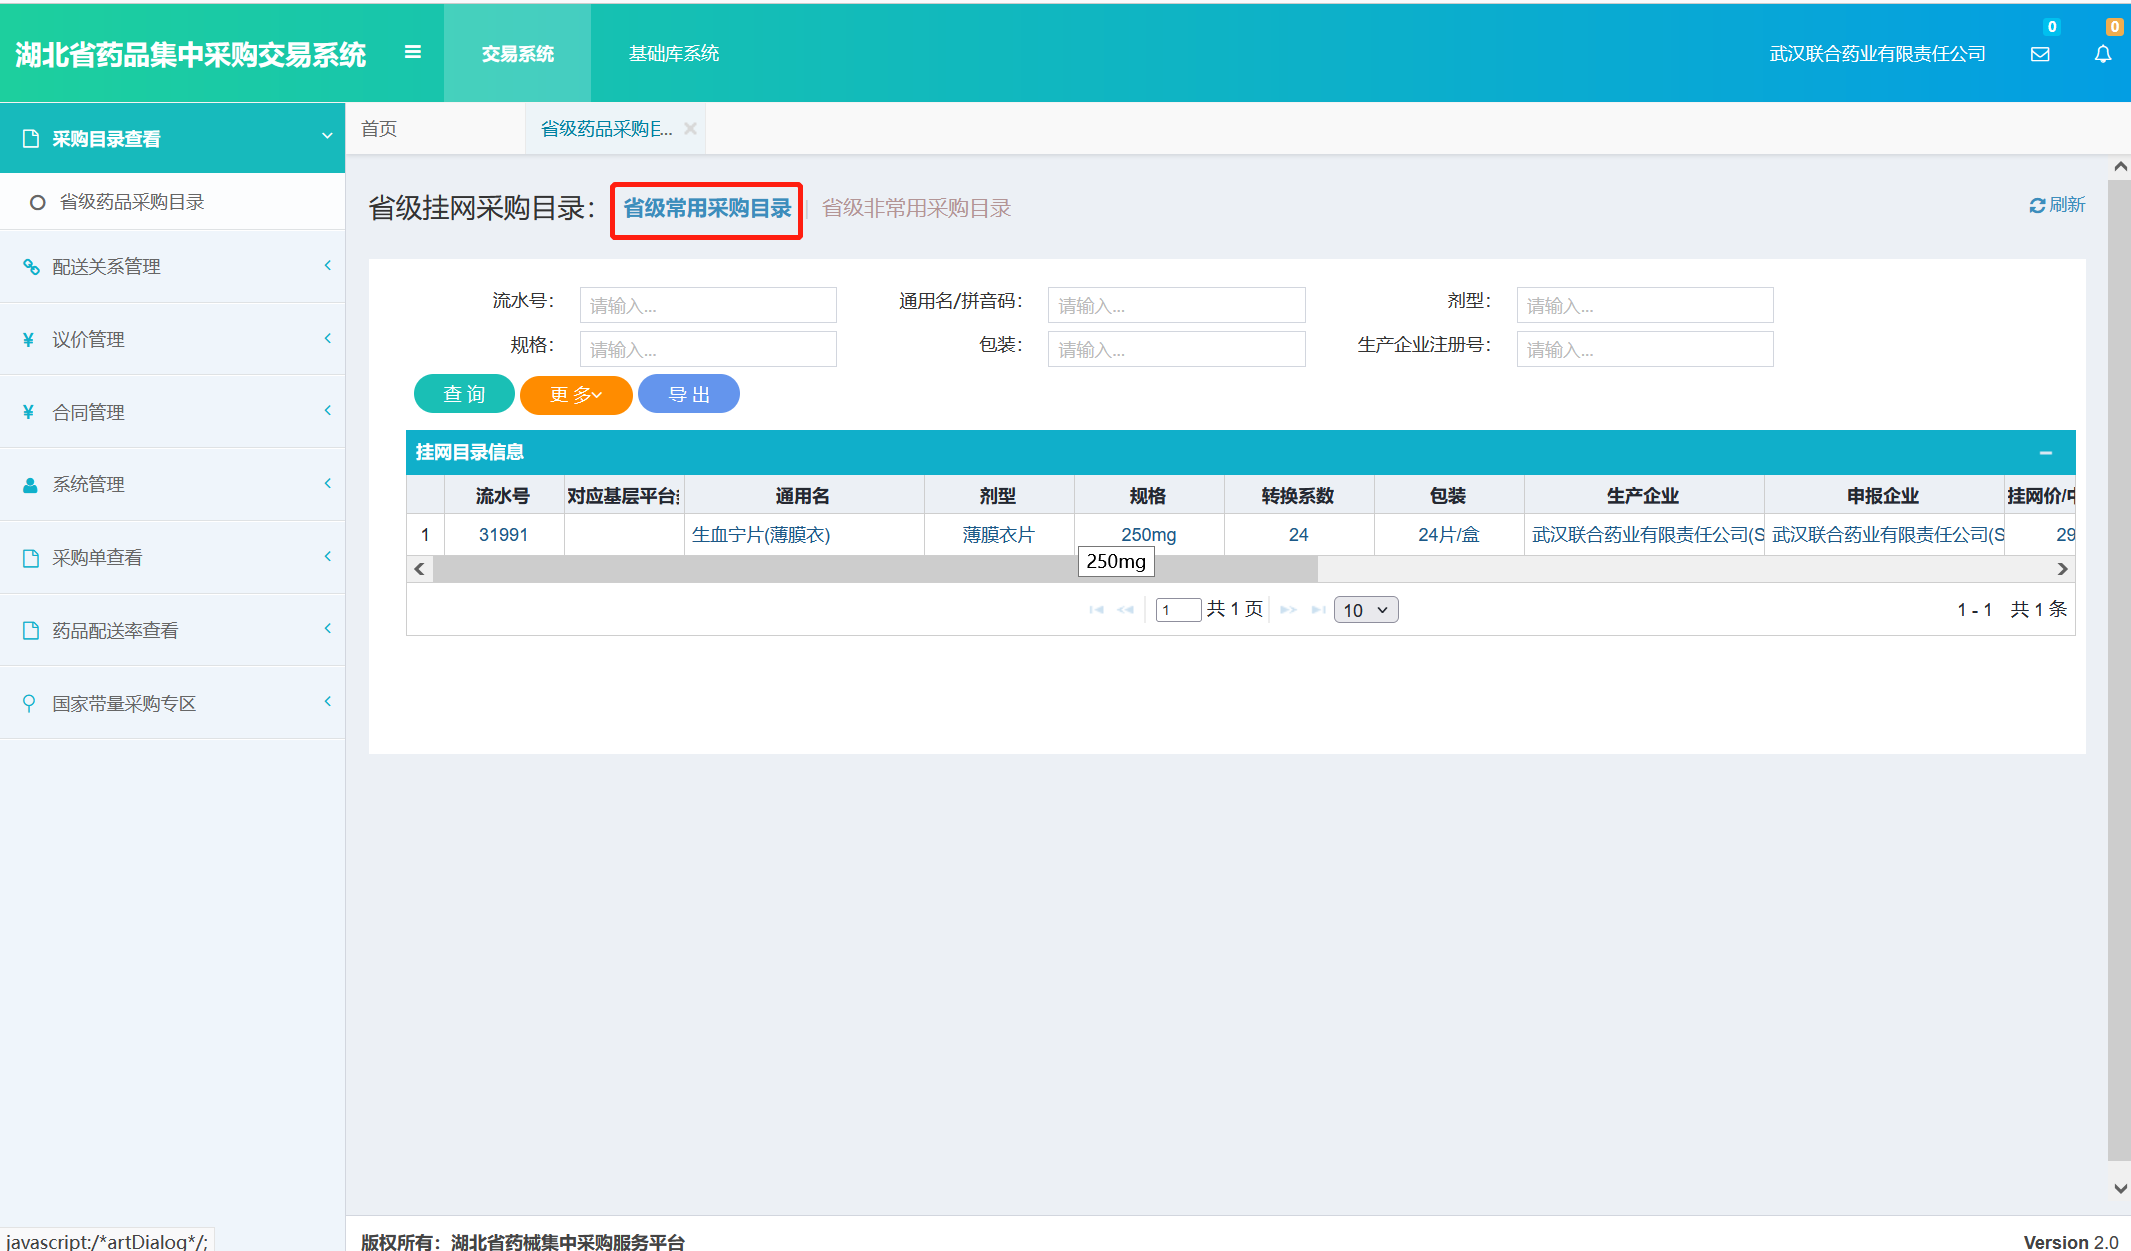 湖北省药品集中采购交易系统
交易系统
基础库系统
武汉联合药业有限责任公司
0
0
采购目录查看
省级药品采购目录
配送关系管理
议价管理
合同管理
系统管理
采购单查看
药品配送率查看
国家带量采购专区
首页
省级药品采购目...
省级挂网采购目录： 省级常用采购目录 | 省级非常用采购目录
刷新
流水号： 请输入... 通用名/拼音码： 请输入... 剂型： 请输入...
规格： 请输入... 包装： 请输入... 生产企业注册号： 请输入...
查 询 更 多 导 出
挂网目录信息
流水号 对应基层平台 通用名 剂型 规格 转换系数 包装 生产企业 申报企业 挂网价/
1 31991 生血宁片(薄膜衣) 薄膜衣片 250mg 24 24片/盒 武汉联合药业有限责任公司(S 武汉联合药业有限责任公司(S 29
250mg
1 共 1 页 10 1 - 1 共 1 条
javascript:/*artDialog*/;
版权所有：湖北省药械集中采购服务平台
Version 2.0